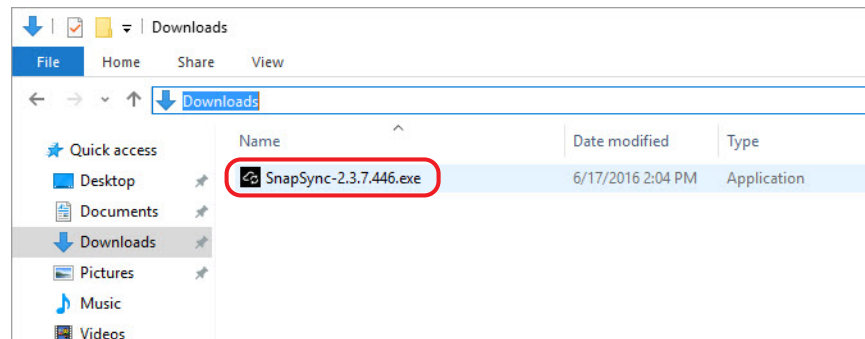 Downloads
File Home Share View
Downloads
Name Date modified Type
Quick access
SnapSync-2.3.7.446.exe 6/17/2016 2:04 PM Application
Desktop
Documents
Downloads
Pictures
Music
Videos